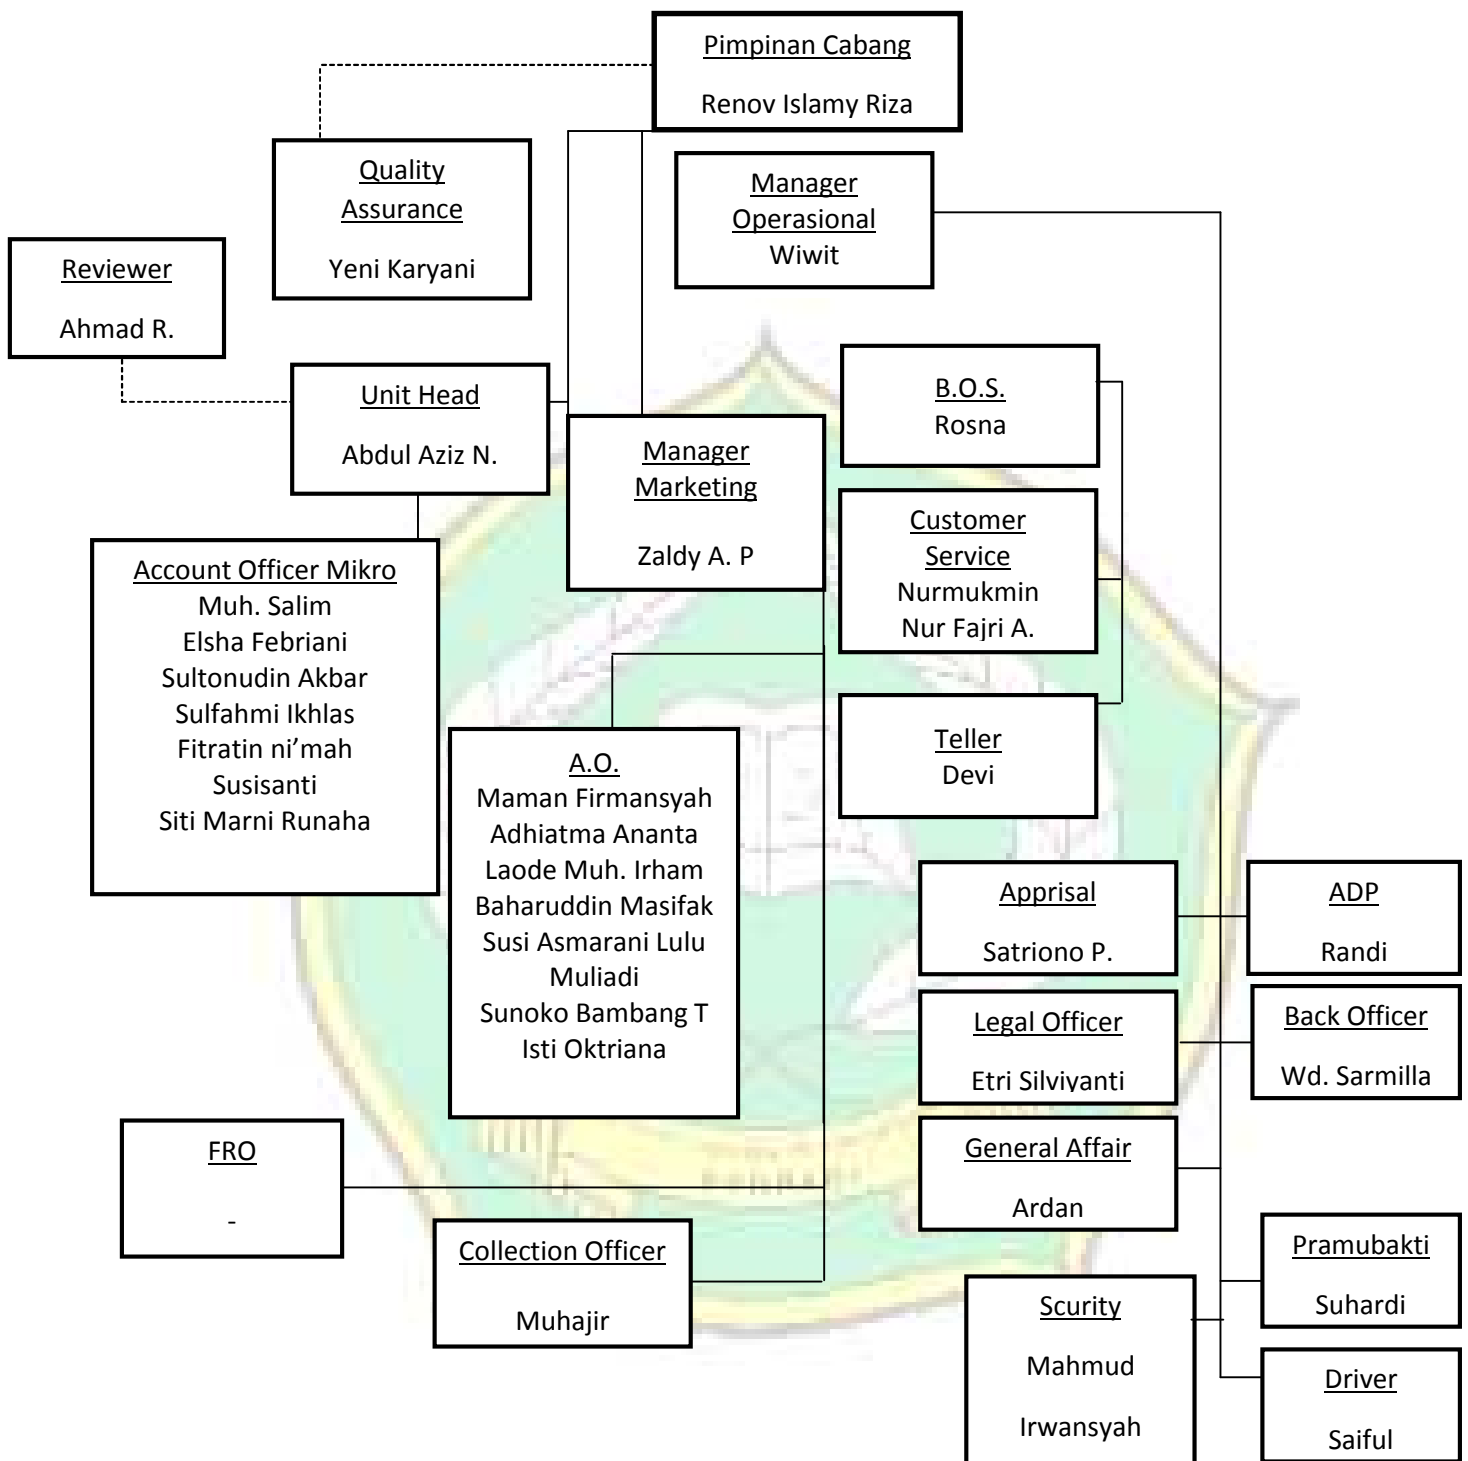 Pimpinan Cabang
Renov Islamy Riza
Quality
Assurance
Yeni Karyani
Manager
Operasional
Wiwit
Reviewer
Ahmad R.
Unit Head
Abdul Aziz N.
Manager
Marketing
Zaldy A. P
B.O.S.
Rosna
Customer
Service
Nurmukmin
Nur Fajri A.
Teller
Devi
Account Officer Mikro
Muh. Salim
Elsha Febriani
Sultonudin Akbar
Sulfahmi Ikhlas
Fitratin ni’mah
Susisanti
Siti Marni Runaha
A.O.
Maman Firmansyah
Adhiatma Ananta
Laode Muh. Irham
Baharuddin Masifak
Susi Asmarani Lulu
Muliadi
Sunoko Bambang T
Isti Oktriana
Apprisal
Satriono P.
ADP
Randi
Legal Officer
Etri Silviyanti
Back Officer
Wd. Sarmilla
General Affair
Ardan
FRO
-
Collection Officer
Muhajir
Pramubakti
Suhardi
Scurity
Mahmud
Irwansyah
Driver
Saiful